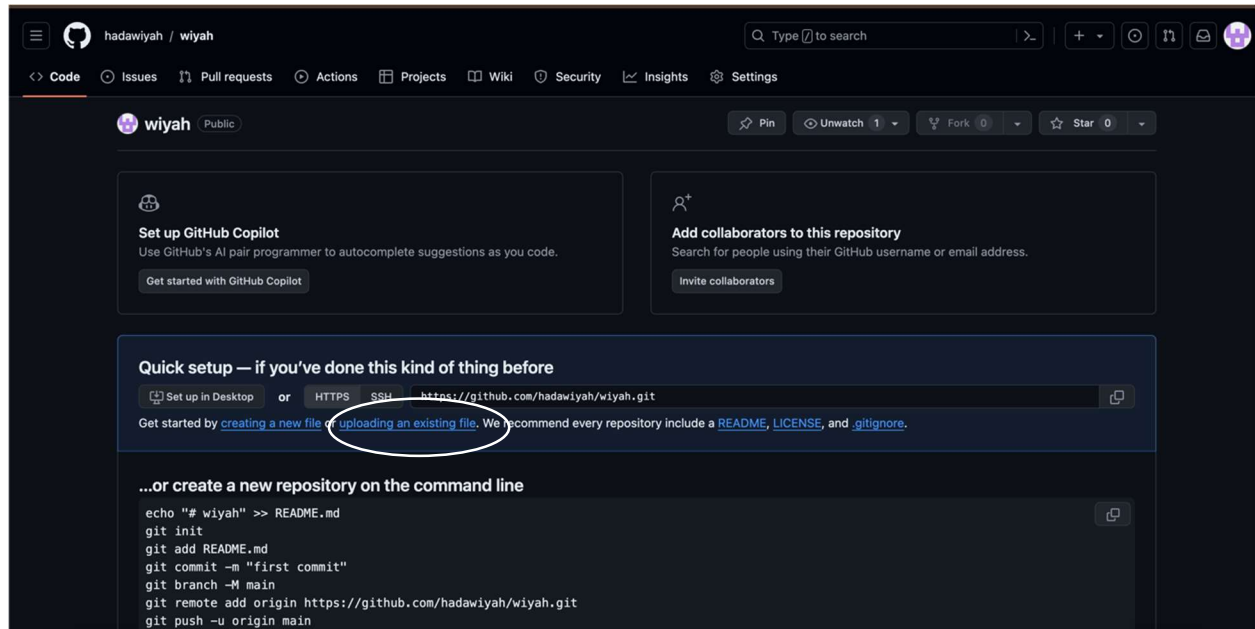 hadawiyah / wiyah
Type / to search
Code
Issues
Pull requests
Actions
Projects
Wiki
Security
Insights
Settings
wiyah Public
Pin
Unwatch 1
Fork 0
Star 0
Set up GitHub Copilot
Use GitHub's AI pair programmer to autocomplete suggestions as you code.
Get started with GitHub Copilot
Add collaborators to this repository
Search for people using their GitHub username or email address.
Invite collaborators
Quick setup — if you've done this kind of thing before
Set up in Desktop or HTTPS SSH https://github.com/hadawiyah/wiyah.git
Get started by creating a new file or uploading an existing file. We recommend every repository include a README, LICENSE, and .gitignore.
...or create a new repository on the command line
echo "# wiyah" >> README.md
git init
git add README.md
git commit -m "first commit"
git branch -M main
git remote add origin https://github.com/hadawiyah/wiyah.git
git push -u origin main